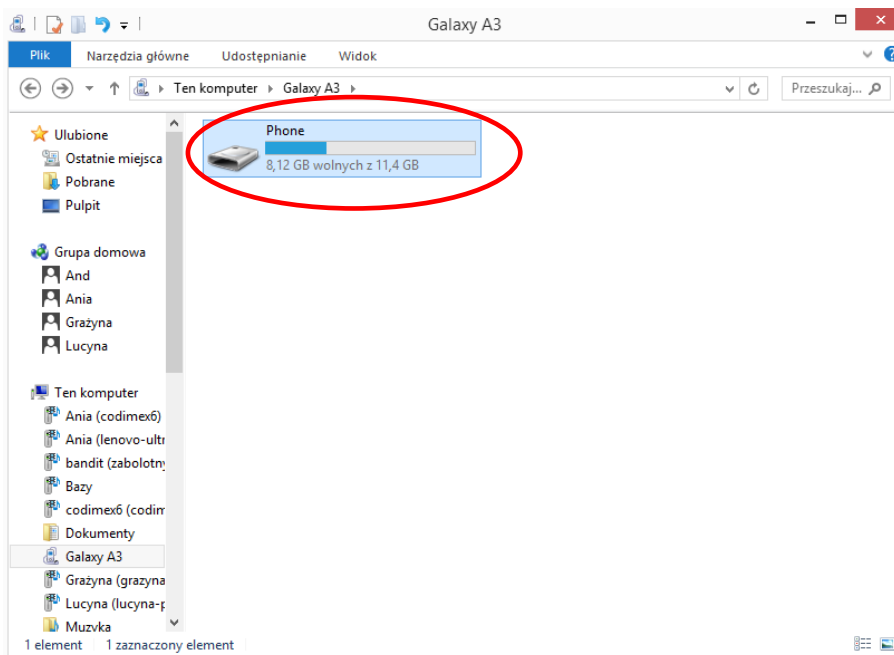 Galaxy A3
Plik Narzędzia główne Udostępnianie Widok
Ten komputer Galaxy A3 Przeszukaj...
Ulubione
Ostatnie miejsca
Pobrane
Pulpit
Grupa domowa
And
Ania
Grażyna
Lucyna
Ten komputer
Ania (codimex6)
Ania (lenovo-ultr
bandit (zabolotny
Bazy
codimex6 (codim
Dokumenty
Galaxy A3
Grażyna (grazyna
Lucyna (lucyna-p
Muzyka
Phone
8,12 GB wolnych z 11,4 GB
1 element 1 zaznaczony element